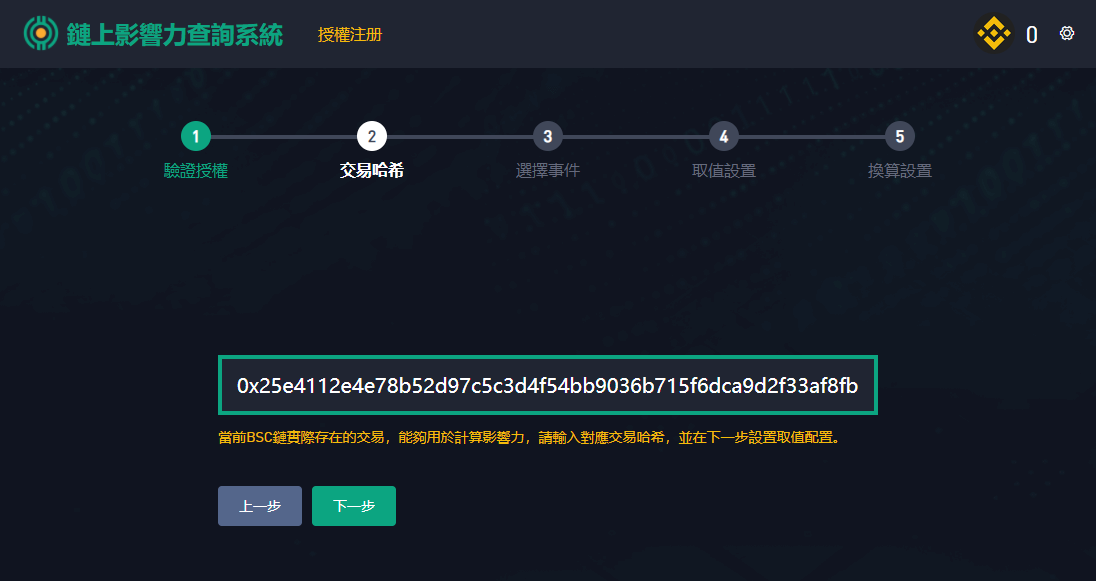 鏈上影響力查詢系統
授權注册
0
1
2
3
4
5
驗證授權
交易哈希
選擇事件
取值設置
換算設置
0x25e4112e4e78b52d97c5c3d4f54bb9036b715f6dca9d2f33af8fb
當前BSC鏈實際存在的交易，能夠用於計算影響力，請輸入對應交易哈希，並在下一步設置取值配置。
上一步
下一步